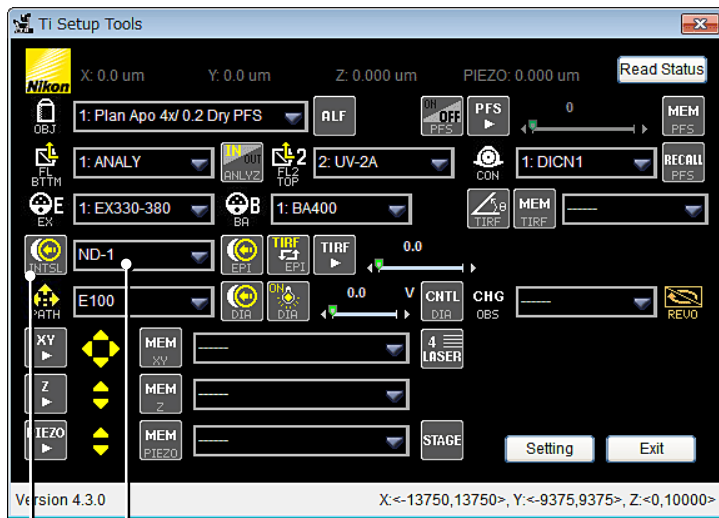 Ti Setup Tools
Nikon X: 0.0 um Y: 0.0 um Z: 0.000 um PIEZO: 0.000 um Read Status
OBJ 1: Plan Apo 4x/ 0.2 Dry PFS ALF ON OFF PFS PFS 0 MEM PFS
FL BTTM 1: ANALY IN OUT ANLYZ 2 FL2 TOP 2: UV-2A CON 1: DICN1 RECALL PFS
E EX 1: EX330-380 B BA 1: BA400 θ TIRF MEM TIRF -----
INTSL ND-1 EPI TIRF EPI TIRF 0.0
PATH E100 DIA ON DIA 0.0 V CNTL DIA CHG OBS ----- REVO
XY MEM XY ----- 4 LASER
Z MEM Z -----
PIEZO MEM PIEZO ----- STAGE Setting Exit
Version 4.3.0 X:<-13750,13750>, Y:<-9375,9375>, Z:<0,10000>